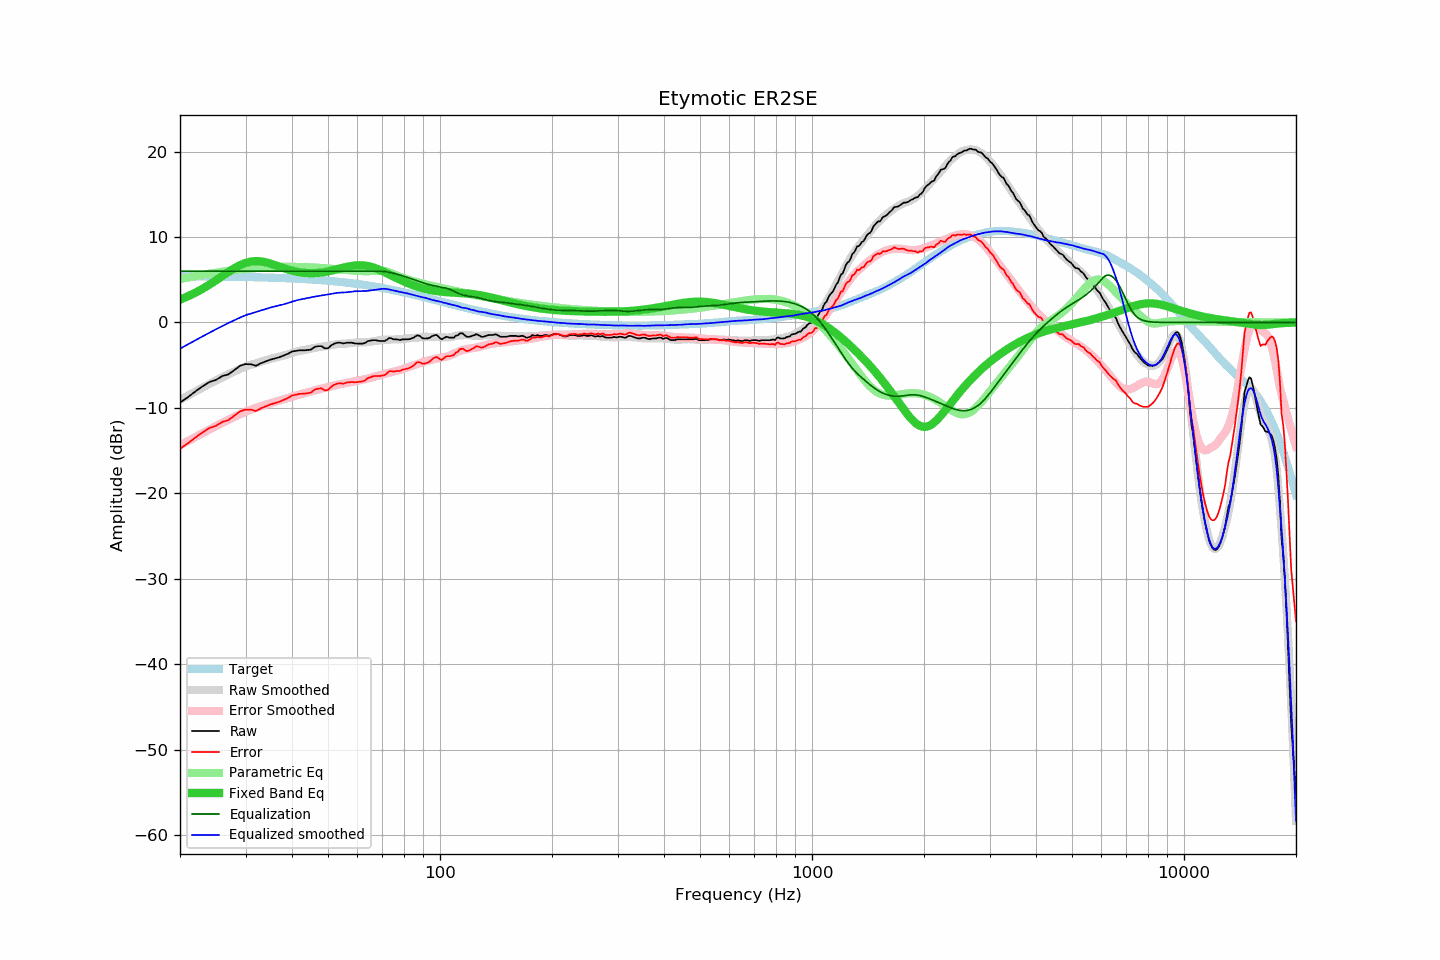 Etymotic ER2SE
20
10
0
−10
−20
−30
−40
−50
−60
Amplitude (dBr)
Target
Raw Smoothed
Error Smoothed
Raw
Error
Parametric Eq
Fixed Band Eq
Equalization
Equalized smoothed
100 1000 10000
Frequency (Hz)